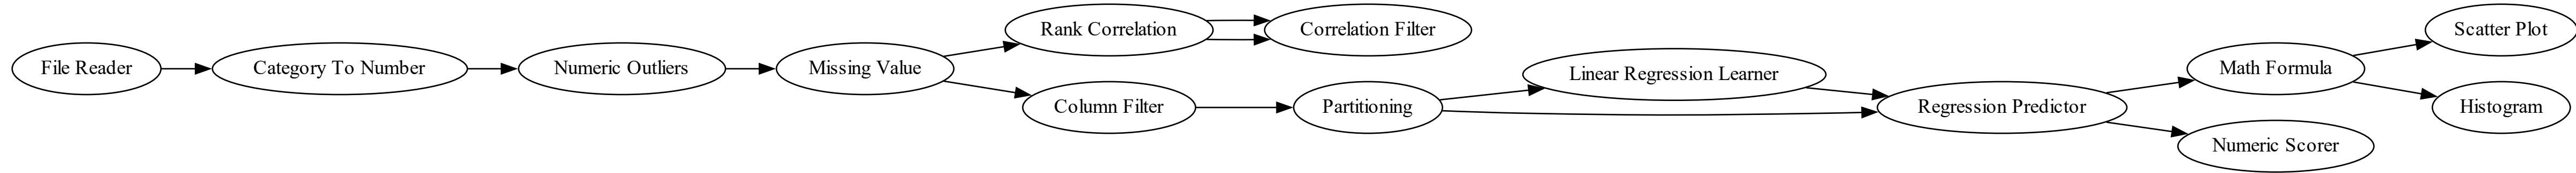 File Reader
Category To Number
Numeric Outliers
Missing Value
Rank Correlation
Correlation Filter
Column Filter
Partitioning
Linear Regression Learner
Regression Predictor
Math Formula
Numeric Scorer
Scatter Plot
Histogram